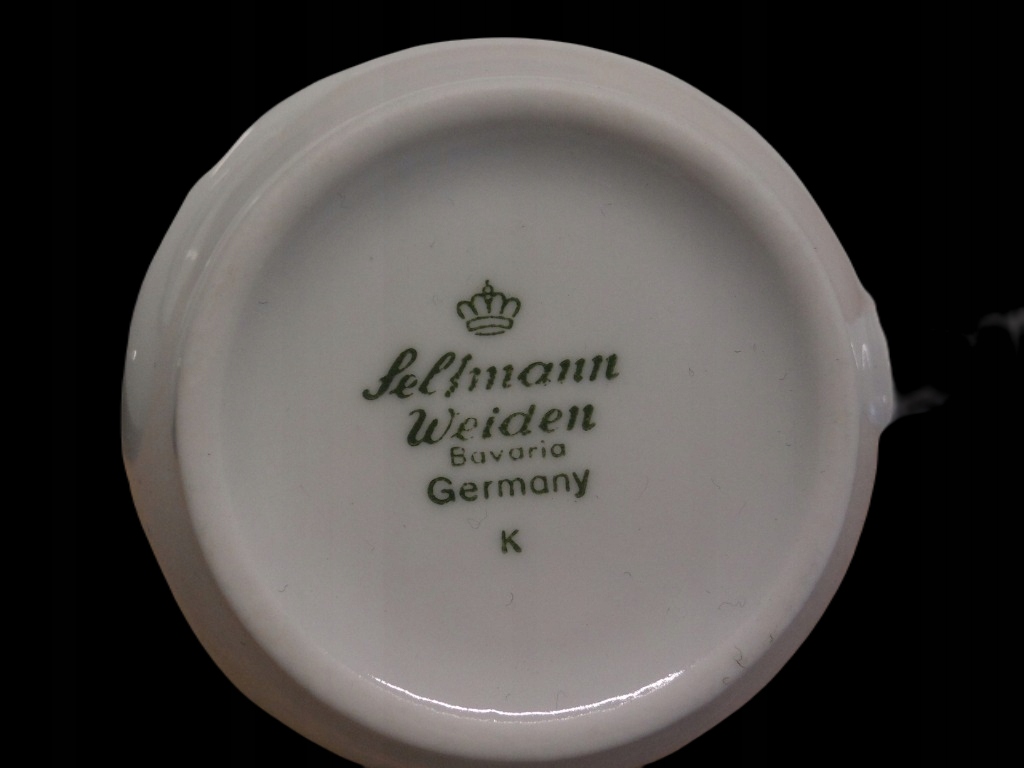 Seltmann
Weiden
Bavaria
Germany
K